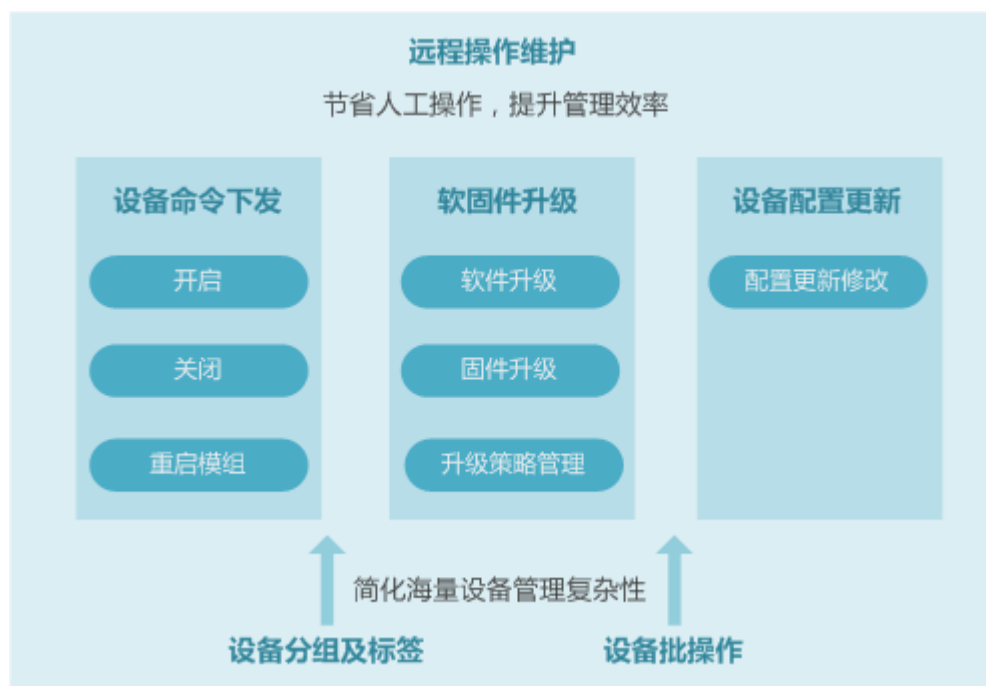 远程操作维护
节省人工操作，提升管理效率
设备命令下发
开启
关闭
重启模组
软固件升级
软件升级
固件升级
升级策略管理
设备配置更新
配置更新修改
简化海量设备管理复杂性
设备分组及标签
设备批操作